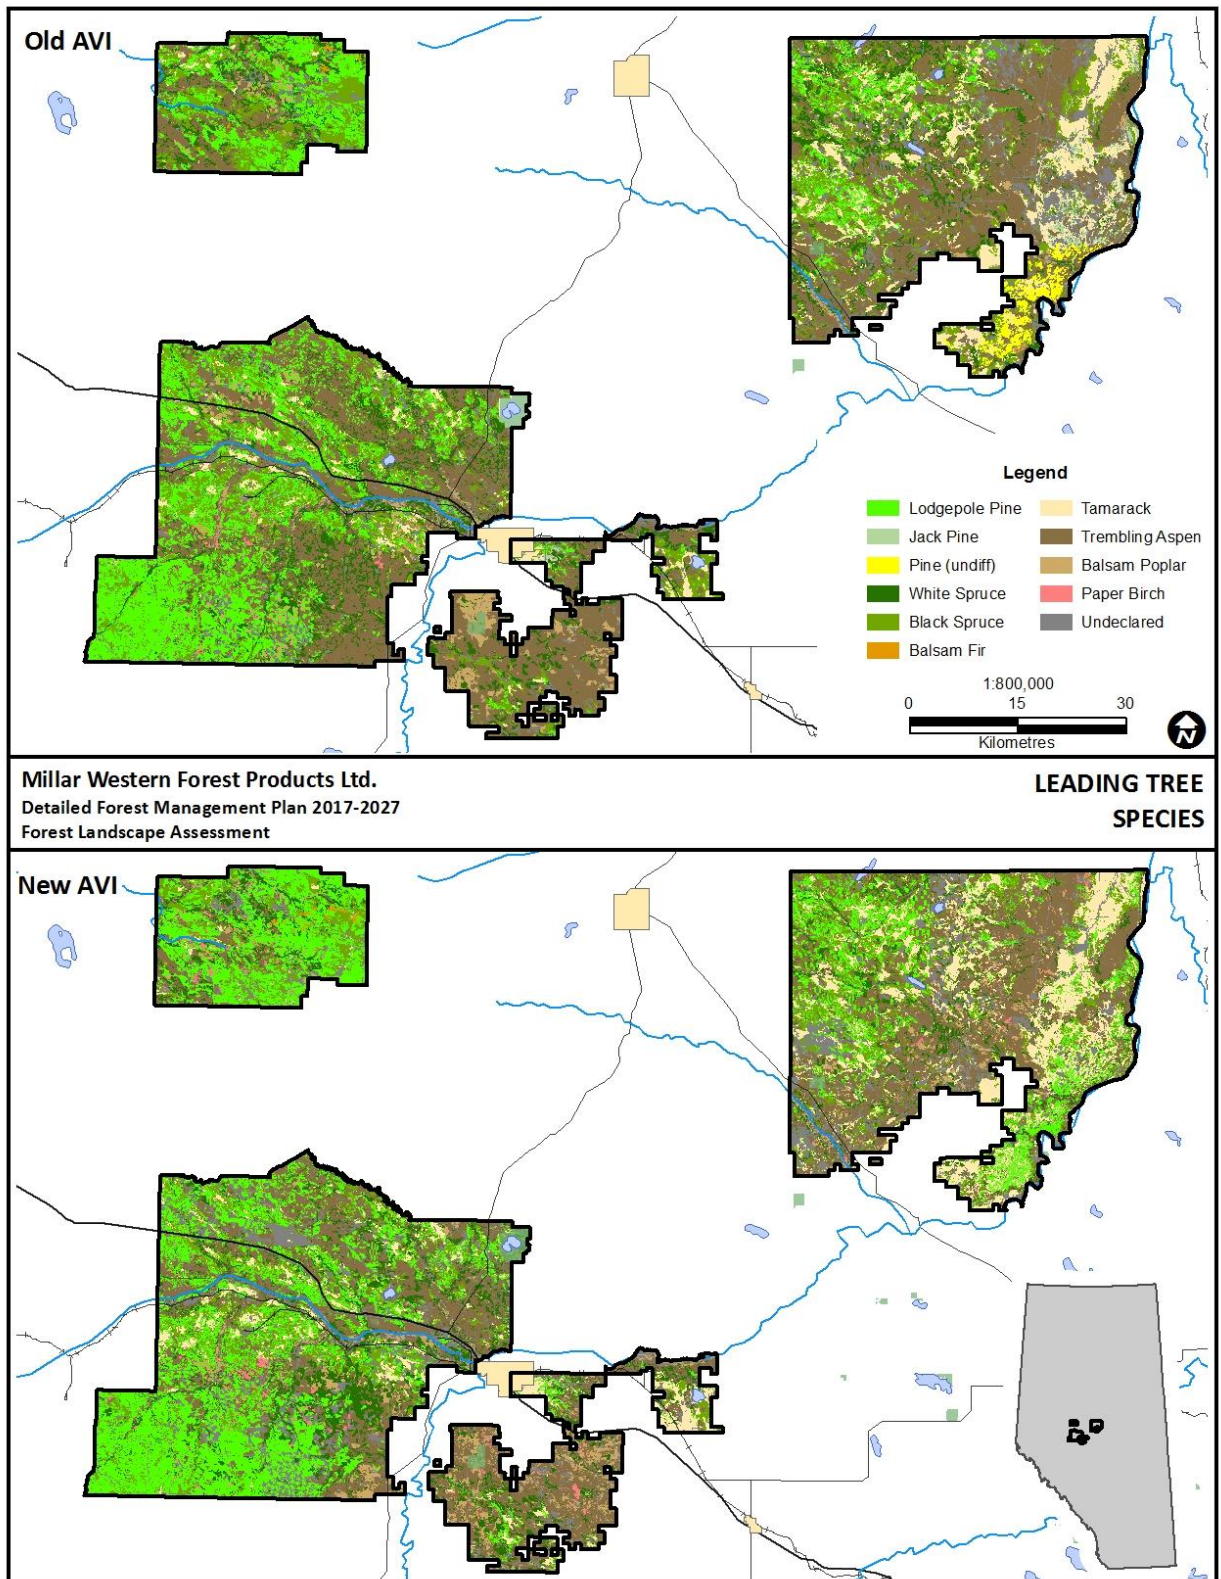 Old AVI
Legend
Lodgepole Pine
Jack Pine
Pine (undiff)
White Spruce
Black Spruce
Balsam Fir
Tamarack
Trembling Aspen
Balsam Poplar
Paper Birch
Undeclared
1:800,000
0 15 30
Kilometres
N
Millar Western Forest Products Ltd.
Detailed Forest Management Plan 2017-2027
Forest Landscape Assessment
LEADING TREE
SPECIES
New AVI